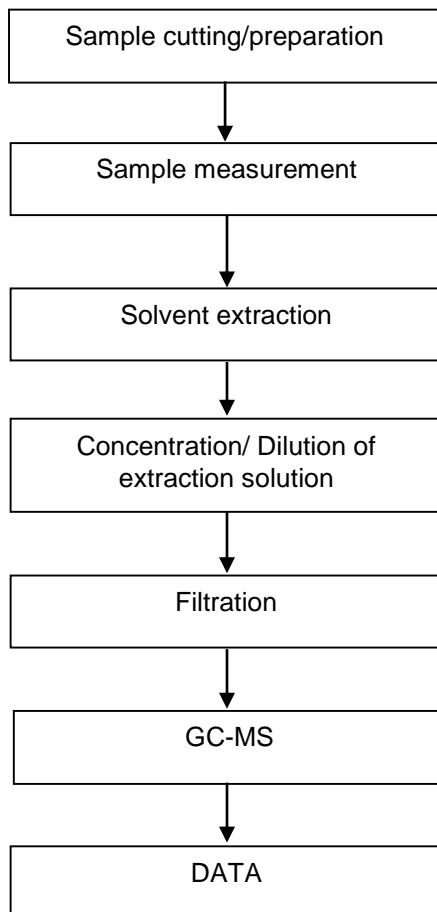 Sample cutting/preparation
Sample measurement
Solvent extraction
Concentration/ Dilution of
extraction solution
Filtration
GC-MS
DATA